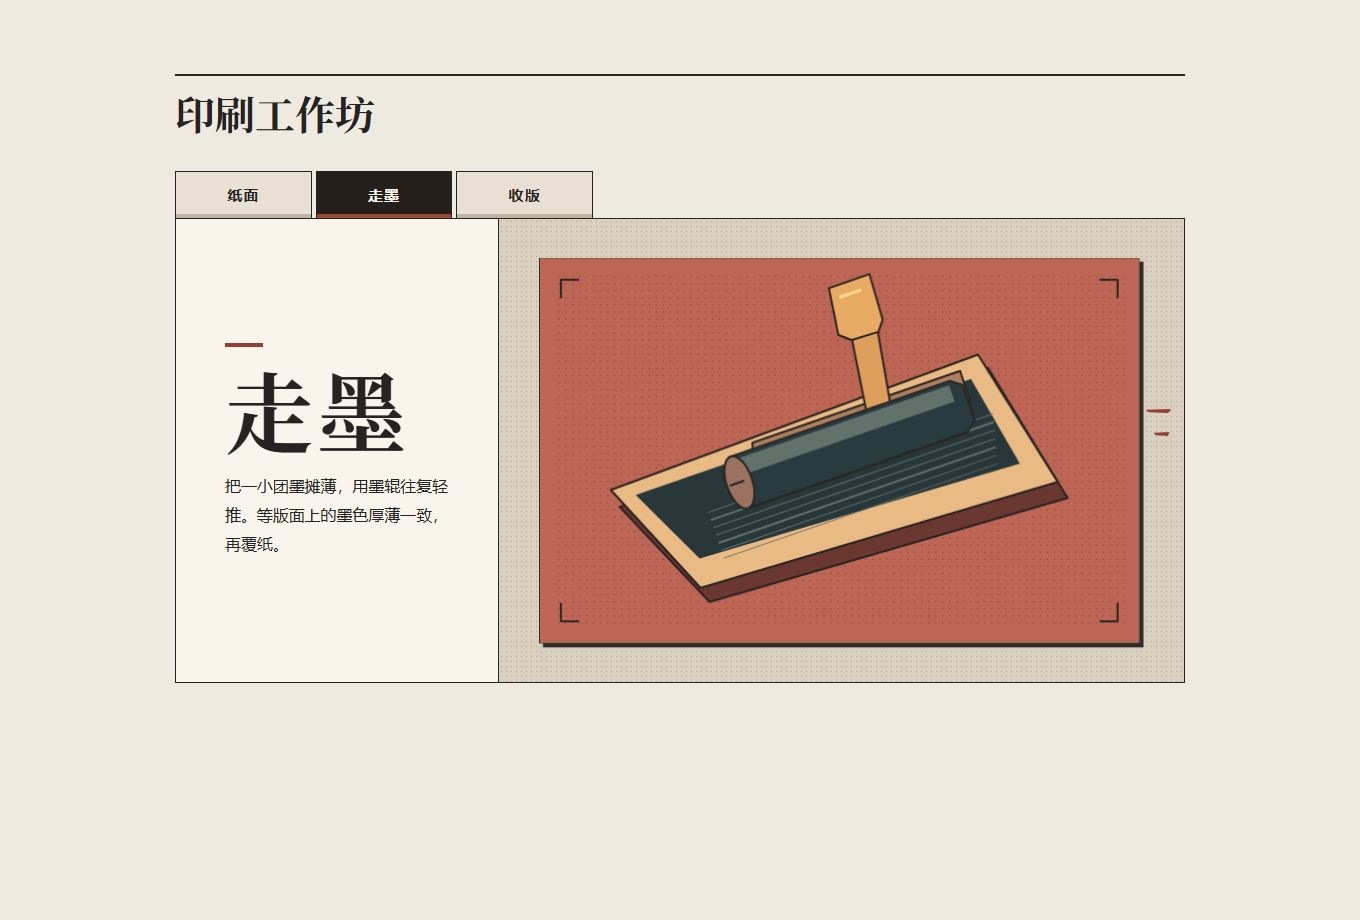 印刷工作坊
纸面
走墨
收版
走墨
把一小团墨摊薄，用墨辊往复轻
推。等版面上的墨色厚薄一致，
再覆纸。